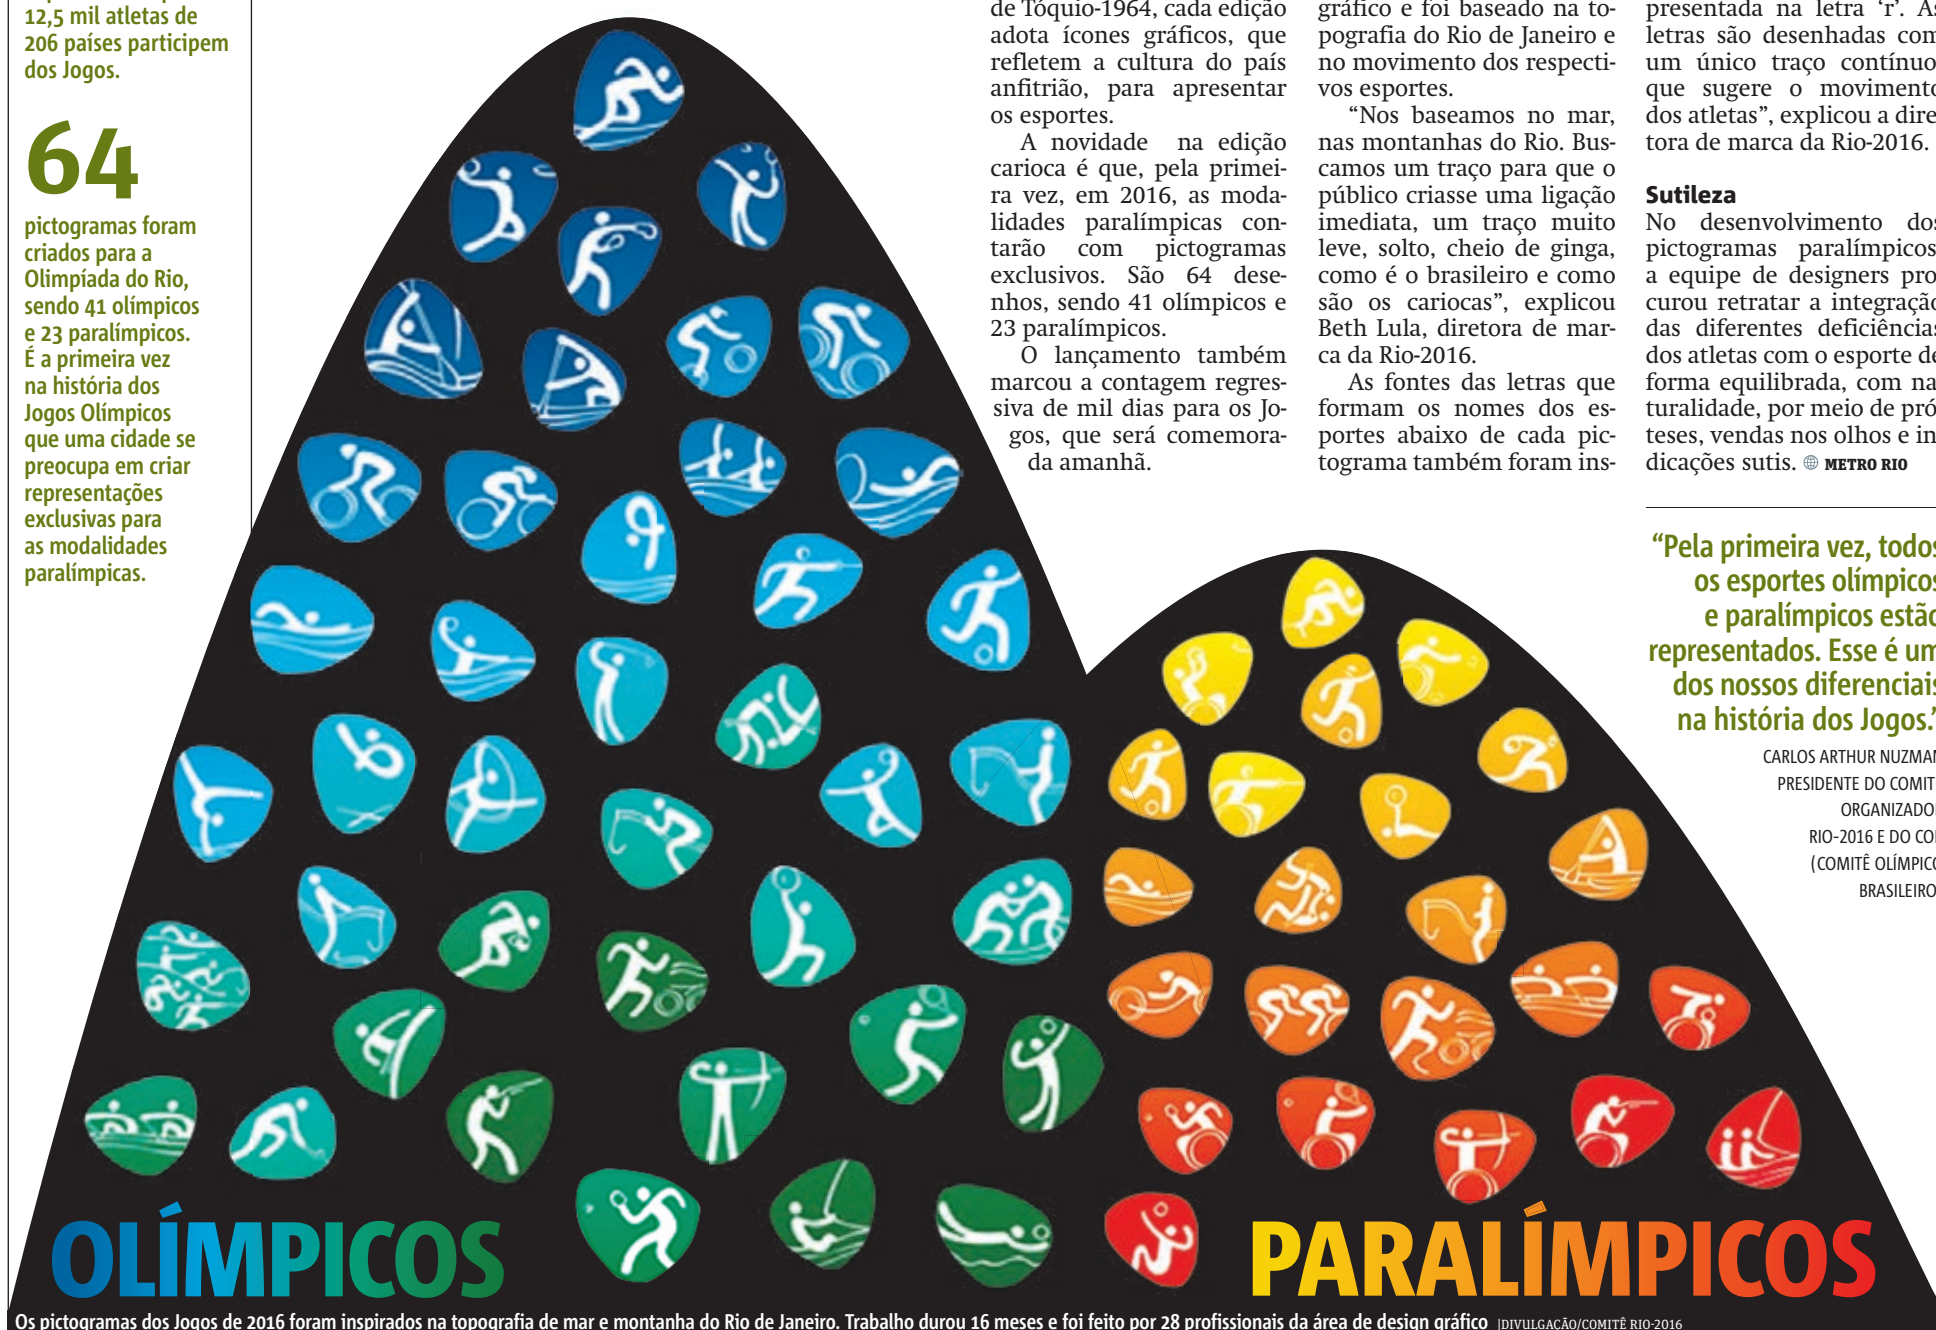 12,5 mil atletas de
206 países participem
dos Jogos.
64
pictogramas foram
criados para a
Olimpíada do Rio,
sendo 41 olímpicos
e 23 paralímpicos.
É a primeira vez
na história dos
Jogos Olímpicos
que uma cidade se
preocupa em criar
representações
exclusivas para
as modalidades
paralímpicas.
de Tóquio-1964, cada edição
adota ícones gráficos, que
refletem a cultura do país
anfitrião, para apresentar
os esportes.
A novidade na edição
carioca é que, pela primei-
ra vez, em 2016, as moda-
lidades paralímpicas con-
tarão com pictogramas
exclusivos. São 64 dese-
nhos, sendo 41 olímpicos e
23 paralímpicos.
O lançamento também
marcou a contagem regres-
siva de mil dias para os Jo-
gos, que será comemora-
da amanhã.
gráfico e foi baseado na to-
pografia do Rio de Janeiro e
no movimento dos respecti-
vos esportes.
“Nos baseamos no mar,
nas montanhas do Rio. Bus-
camos um traço para que o
público criasse uma ligação
imediata, um traço muito
leve, solto, cheio de ginga,
como é o brasileiro e como
são os cariocas”, explicou
Beth Lula, diretora de mar-
ca da Rio-2016.
As fontes das letras que
formam os nomes dos es-
portes abaixo de cada pic-
tograma também foram ins-
presentada na letra ‘r’. As
letras são desenhadas com
um único traço contínuo
que sugere o movimento
dos atletas”, explicou a dire
tora de marca da Rio-2016.
Sutileza
No desenvolvimento dos
pictogramas paralímpicos
a equipe de designers pro
curou retratar a integração
das diferentes deficiências
dos atletas com o esporte de
forma equilibrada, com na
turalidade, por meio de pró
teses, vendas nos olhos e in
dicações sutis. METRO RIO
“Pela primeira vez, todos
os esportes olímpicos
e paralímpicos estão
representados. Esse é um
dos nossos diferenciais
na história dos Jogos.”
CARLOS ARTHUR NUZMAN
PRESIDENTE DO COMIT
ORGANIZADOR
RIO-2016 E DO CO
(COMITÊ OLÍMPICO
BRASILEIRO
OLÍMPICOS
PARALÍMPICOS
Os pictogramas dos Jogos de 2016 foram inspirados na topografia de mar e montanha do Rio de Janeiro. Trabalho durou 16 meses e foi feito por 28 profissionais da área de design gráfico |DIVULGAÇÃO/COMITÊ RIO-2016